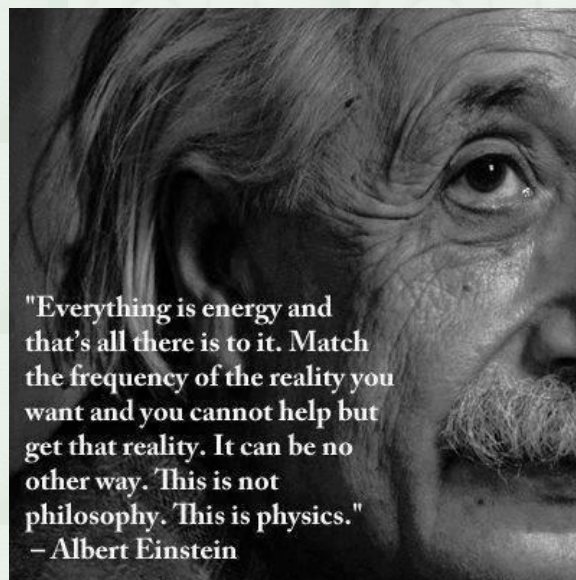 "Everything is energy and
that's all there is to it. Match
the frequency of the reality you
want and you cannot help but
get that reality. It can be no
other way. This is not
philosophy. This is physics."
– Albert Einstein